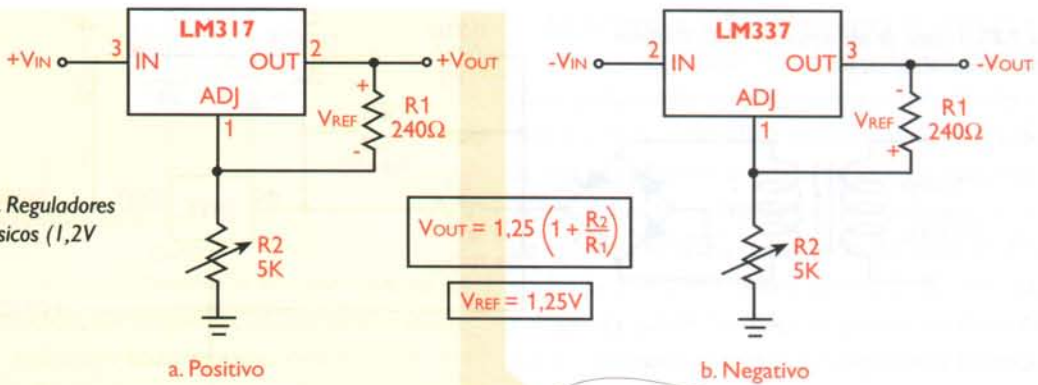 LM317
+VIN
3
IN
OUT
2
+VOUT
ADJ
1
+
VREF
-
R1
240Ω
R2
5K
a. Positivo
. Reguladores
sicos (1,2V
VOUT = 1,25 (1 + R2/R1)
VREF = 1,25V
LM337
-VIN
2
IN
OUT
3
-VOUT
ADJ
1
-
VREF
+
R1
240Ω
R2
5K
b. Negativo